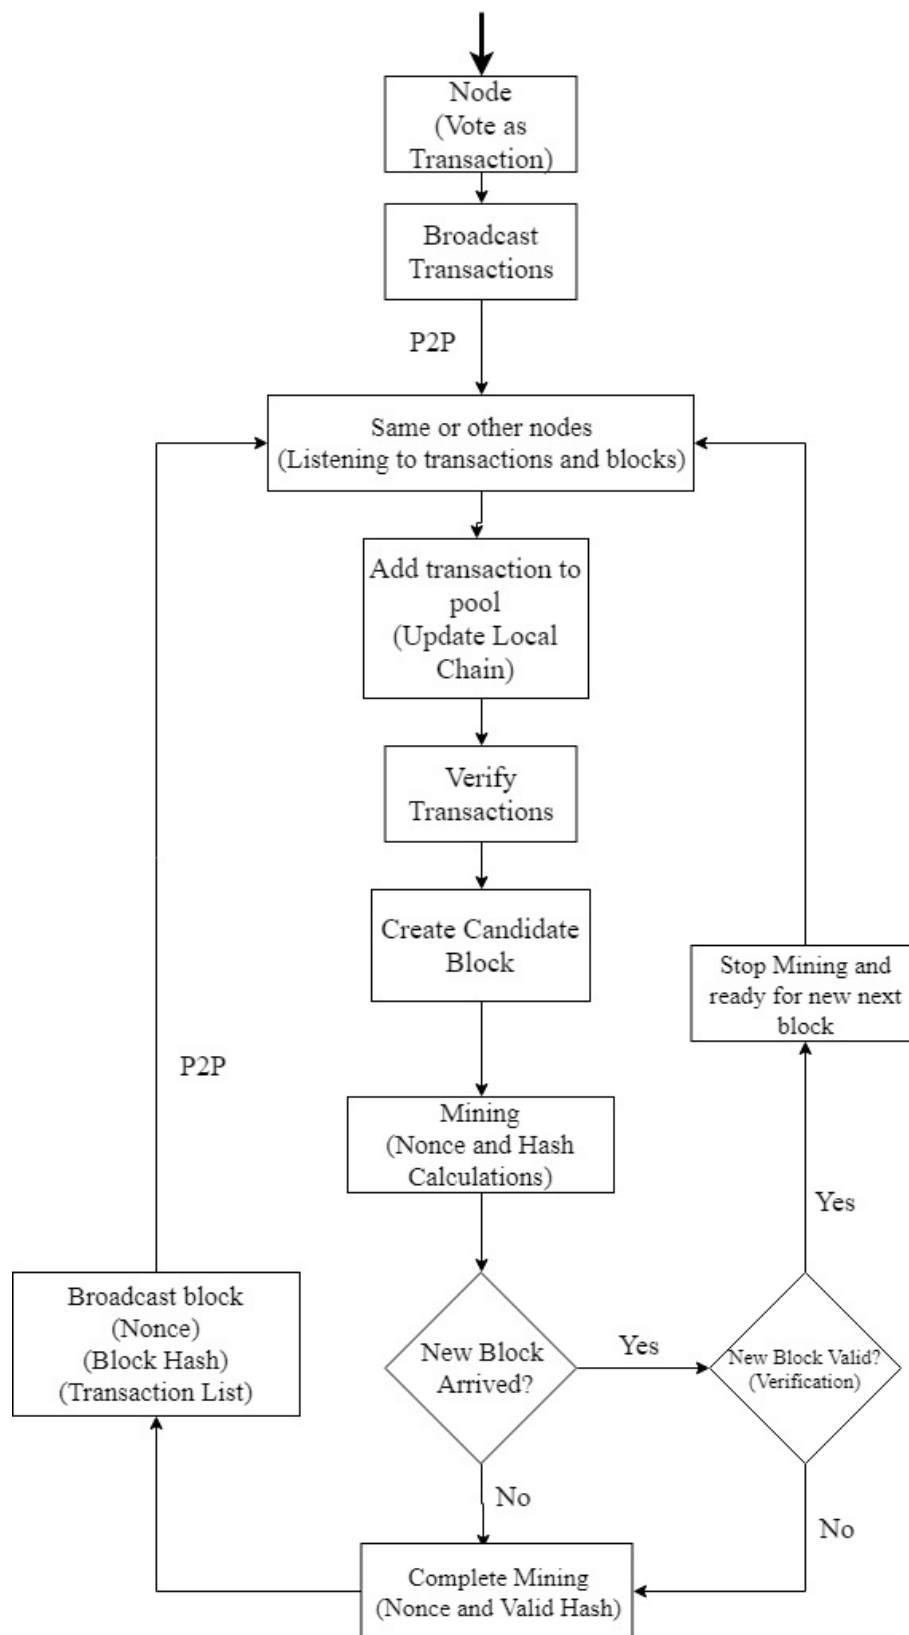 Node
(Vote as
Transaction)
Broadcast
Transactions
P2P
Same or other nodes
(Listening to transactions and blocks)
Add transaction to
pool
(Update Local
Chain)
Verify
Transactions
Create Candidate
Block
Stop Mining and
ready for new next
block
P2P
Mining
(Nonce and Hash
Calculations)
Yes
Broadcast block
(Nonce)
(Block Hash)
(Transaction List)
New Block
Arrived?
Yes
New Block Valid?
(Verification)
No
No
Complete Mining
(Nonce and Valid Hash)